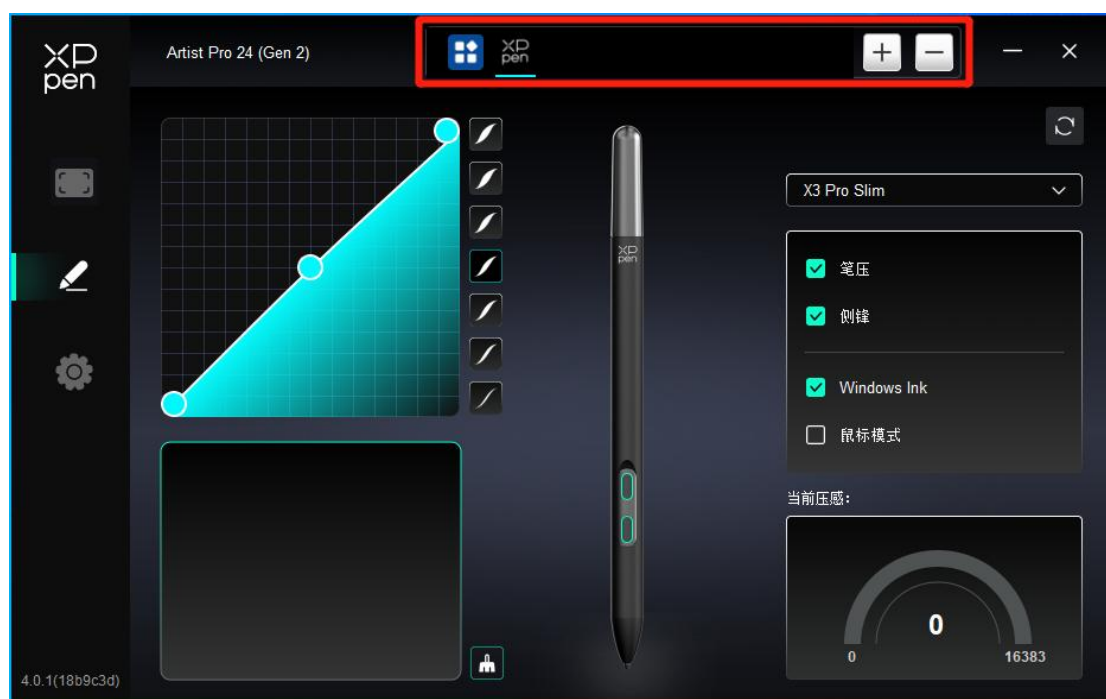 XP
pen
Artist Pro 24 (Gen 2)
XP
pen
X3 Pro Slim
XP
pen
笔压
侧锋
Windows Ink
鼠标模式
当前压感:
0
0
16383
4.0.1(18b9c3d)